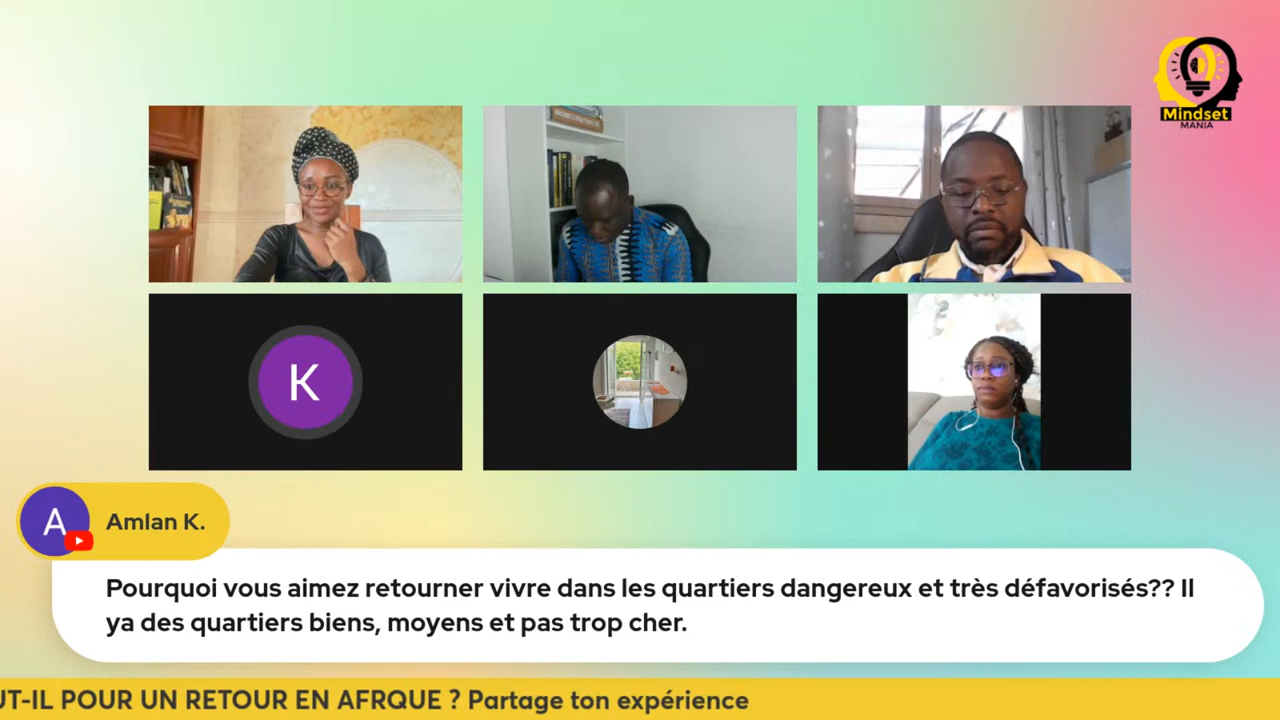 Mindset
MANIA
K
A
Amlan K.
Pourquoi vous aimez retourner vivre dans les quartiers dangereux et très défavorisés?? Il
ya des quartiers biens, moyens et pas trop cher.
UT-IL POUR UN RETOUR EN AFRQUE ? Partage ton expérience